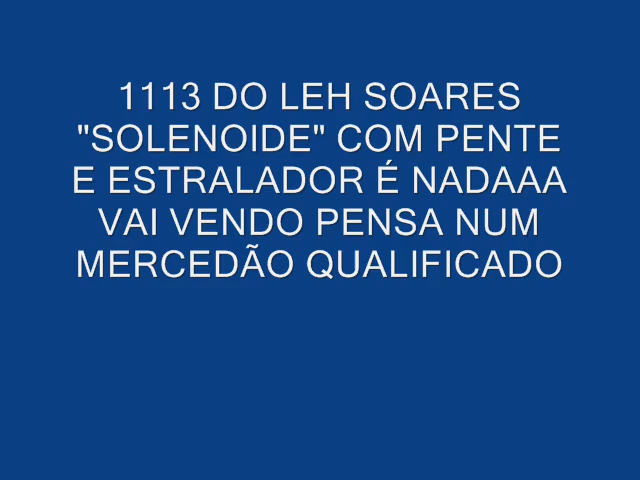 1113 DO LEH SOARES
"SOLENOIDE" COM PENTE
E ESTRALADOR É NADAAA
VAI VENDO PENSA NUM
MERCEDÃO QUALIFICADO